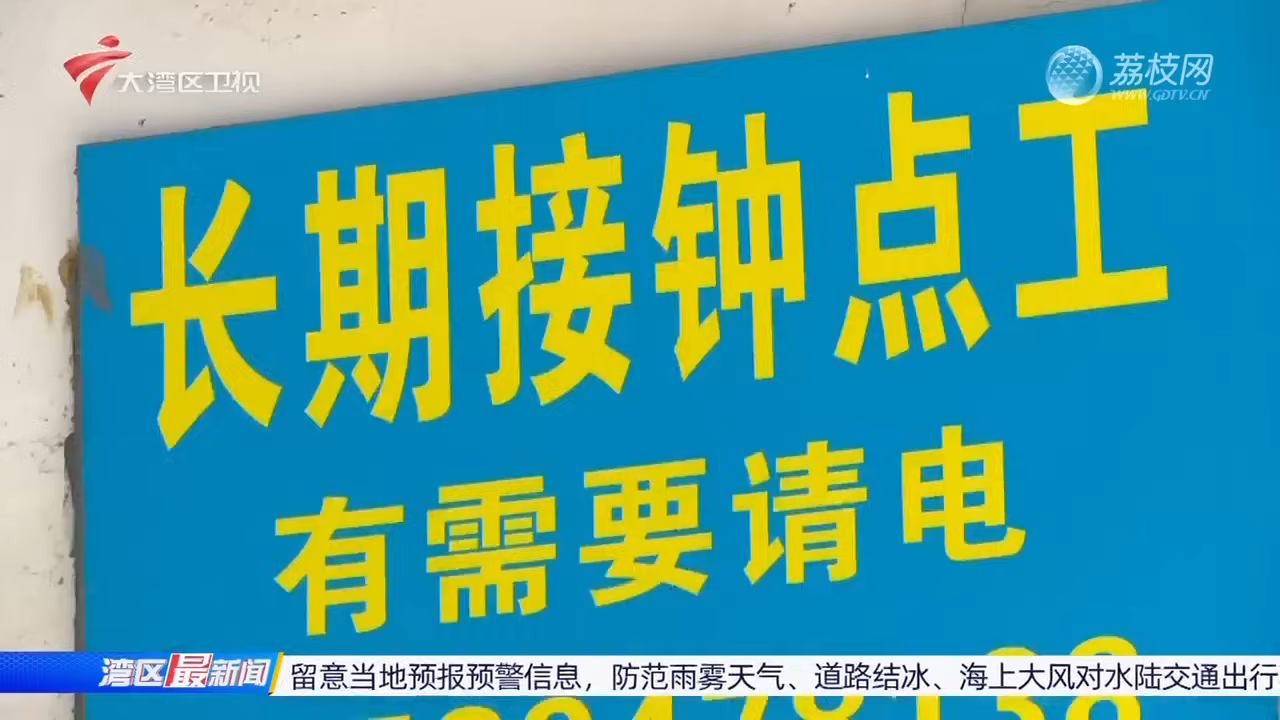 大湾区卫视
荔枝网
WWW.GDTV.CN
长期接钟点工
有需要请电
湾区最新闻
留意当地预报预警信息，防范雨雾天气、道路结冰、海上大风对水陆交通出行